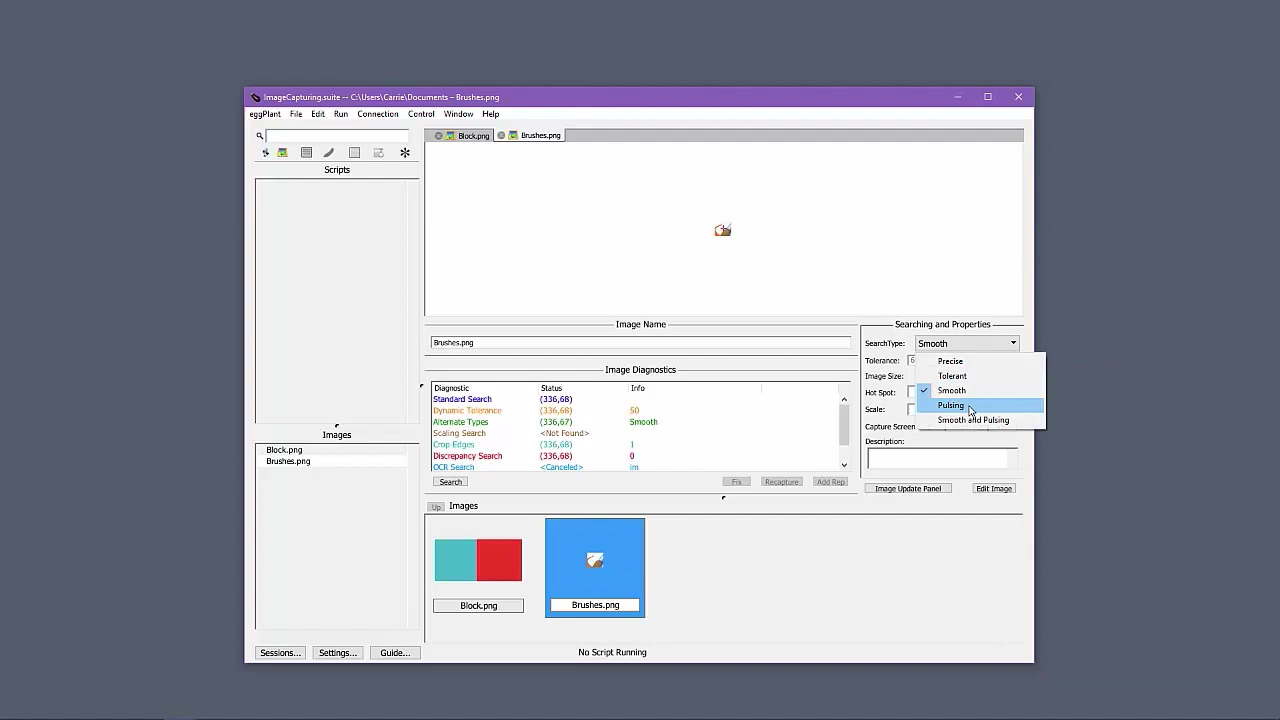 ImageCapturing.suite -- C:\Users\Carrie\Documents – Brushes.png
eggPlant File Edit Run Connection Control Window Help
Block.png Brushes.png
Scripts
Image Name
Searching and Properties
Brushes.png
SearchType: Smooth
Tolerance: 6
Precise
Image Diagnostics
Image Size:
Tolerant
Diagnostic Status Info
Hot Spot:
Smooth
Standard Search (336,68)
Pulsing
Dynamic Tolerance (336,68) 50
Scale:
Smooth and Pulsing
Alternate Types (336,67) Smooth
Capture Screen
Scaling Search <Not Found>
Crop Edges (336,68) 1
Description:
Discrepancy Search (336,68) 0
OCR Search <Canceled> im
Images
Block.png
Brushes.png
Search Fix Recapture Add Rep
Image Update Panel Edit Image
Up Images
Block.png Brushes.png
Sessions... Settings... Guide... No Script Running